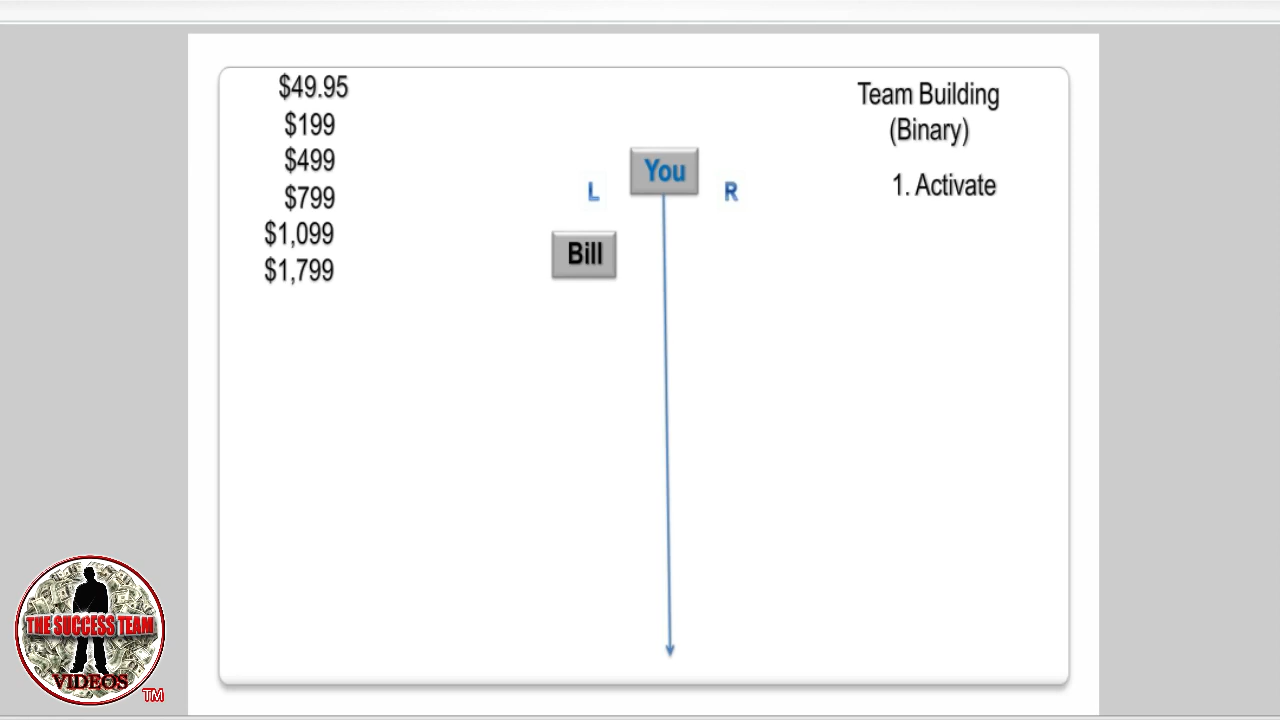 $49.95
$199
$499
$799
$1,099
$1,799
Team Building
(Binary)
1. Activate
You
L
R
Bill
THE SUCCESS TEAM
VIDEOS
TM